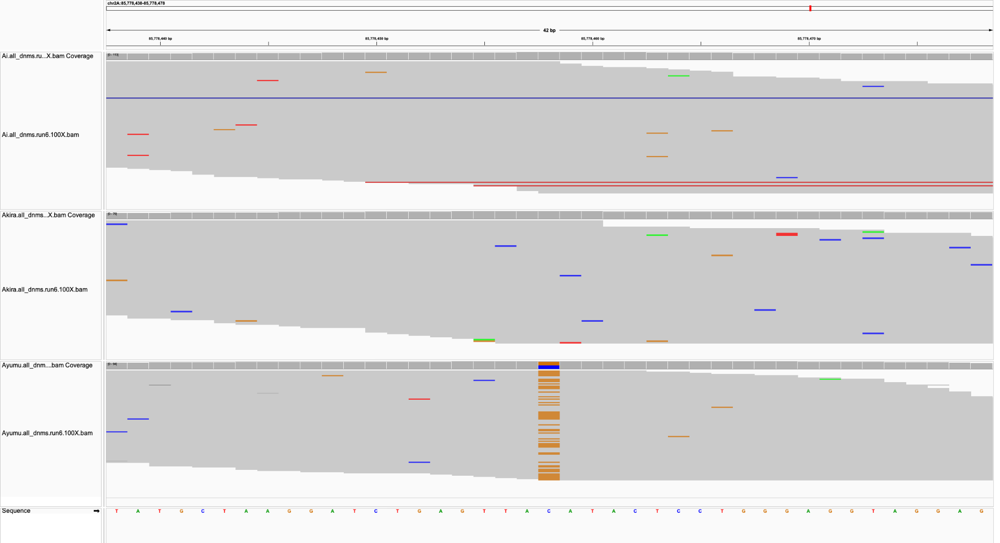 chr2A:85,778,438-85,778,478
42 bp
85,778,440 bp 85,778,450 bp 85,778,460 bp 85,778,470 bp
Ai.all_dnms.ru...X.bam Coverage [0 - 113]
Ai.all_dnms.run6.100X.bam
Akira.all_dnms...X.bam Coverage [0 - 79]
Akira.all_dnms.run6.100X.bam
Ayumu.all_dnm....bam Coverage [0 - 94]
Ayumu.all_dnms.run6.100X.bam
Sequence T A T G C T A A G G A T C T G A G T T A C A T A C T C C T G G G A G G T A G G A G